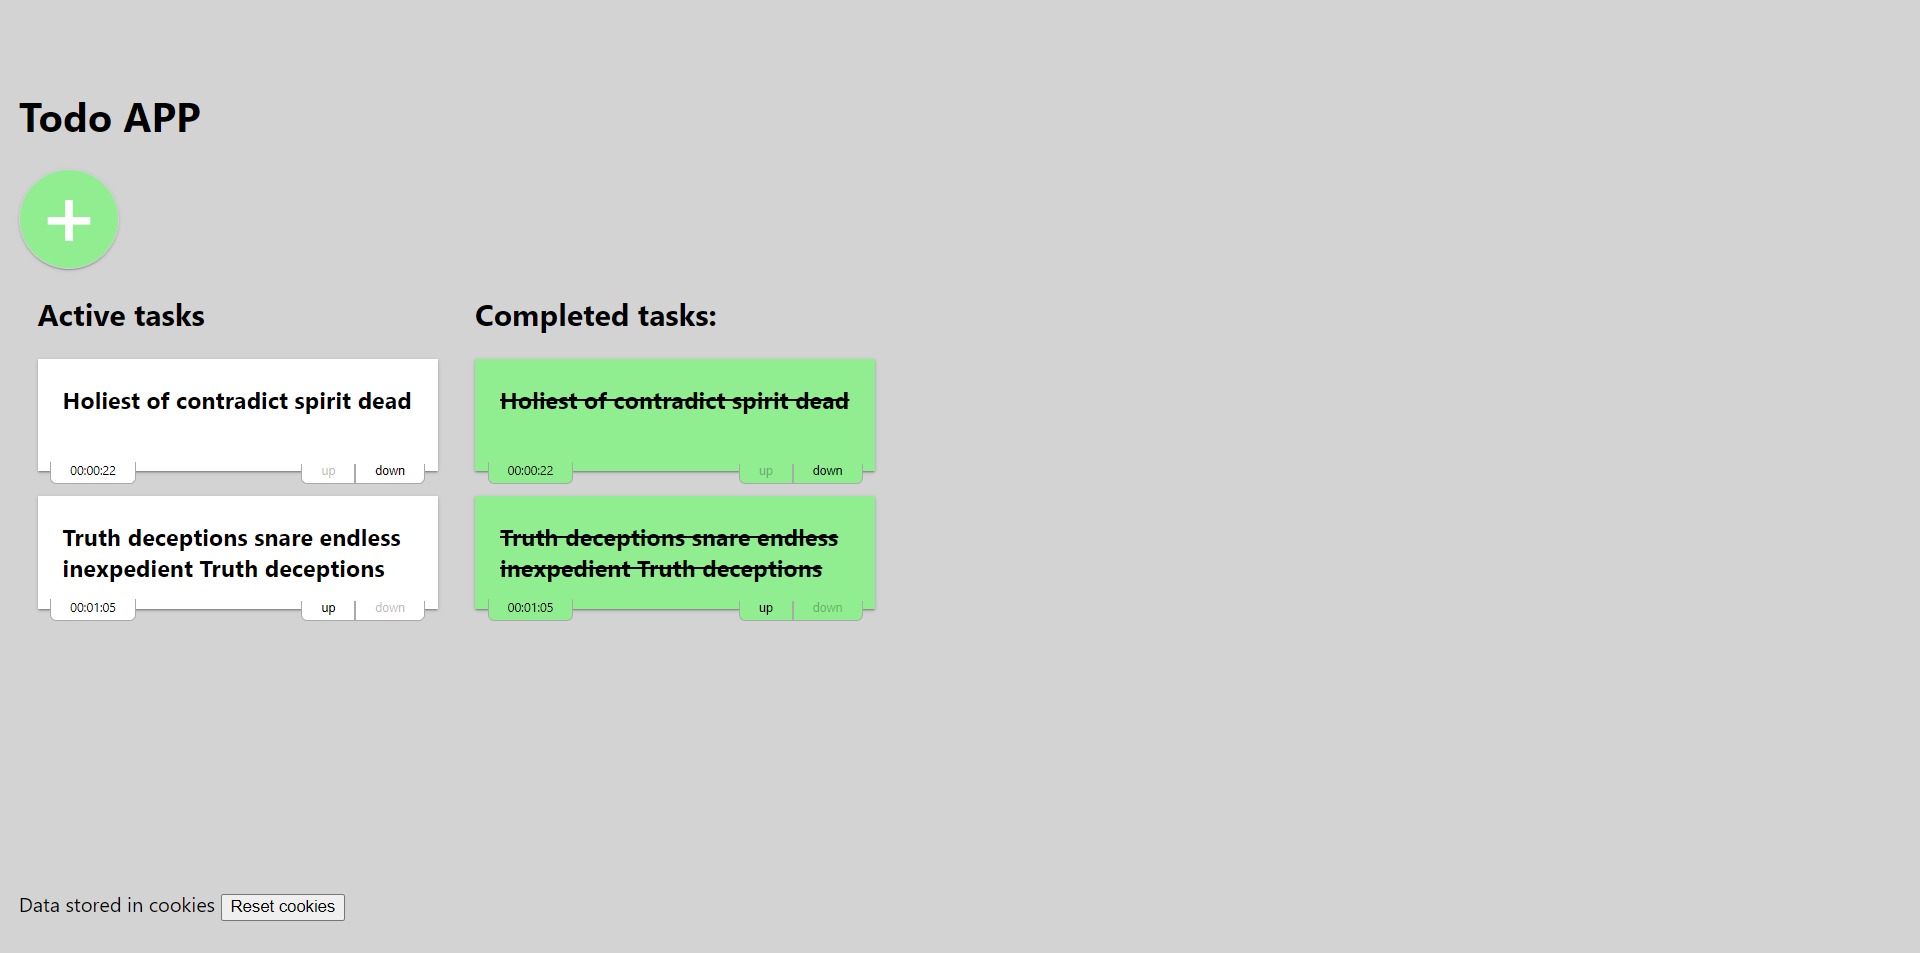 Todo APP
+
Active tasks
Holiest of contradict spirit dead
00:00:22 up down
Truth deceptions snare endless
inexpedient Truth deceptions
00:01:05 up down
Completed tasks:
Holiest of contradict spirit dead
00:00:22 up down
Truth deceptions snare endless
inexpedient Truth deceptions
00:01:05 up down
Data stored in cookies Reset cookies